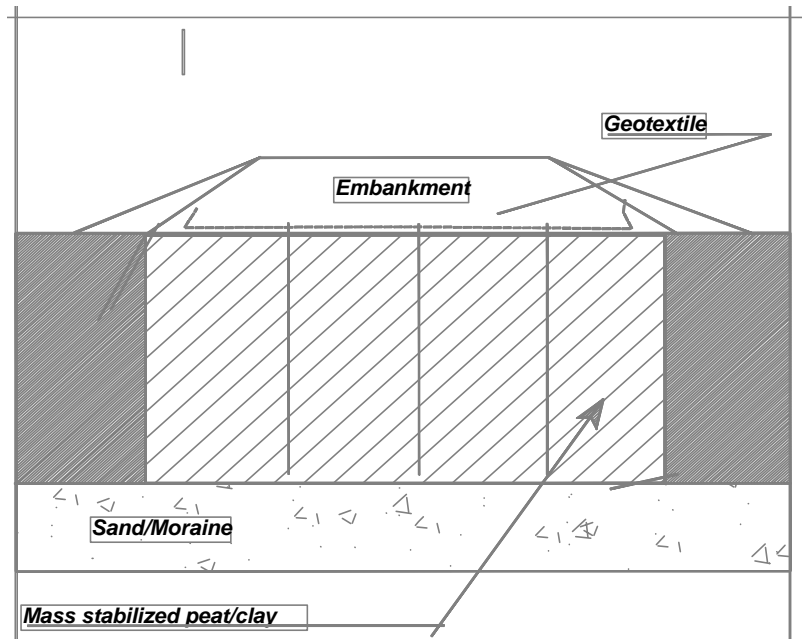 Geotextile
Embankment
Sand/Moraine
Mass stabilized peat/clay